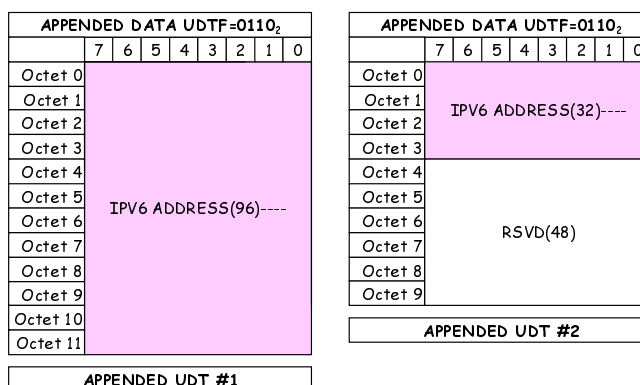 APPENDED DATA UDTF=0110₂
7 6 5 4 3 2 1 0
Octet 0
Octet 1
Octet 2
Octet 3
Octet 4
Octet 5
Octet 6
Octet 7
Octet 8
Octet 9
Octet 10
Octet 11
IPV6 ADDRESS(96)----
APPENDED UDT #1
APPENDED DATA UDTF=0110₂
7 6 5 4 3 2 1 0
Octet 0
Octet 1
Octet 2
Octet 3
Octet 4
Octet 5
Octet 6
Octet 7
Octet 8
Octet 9
IPV6 ADDRESS(32)----
RSVD(48)
APPENDED UDT #2